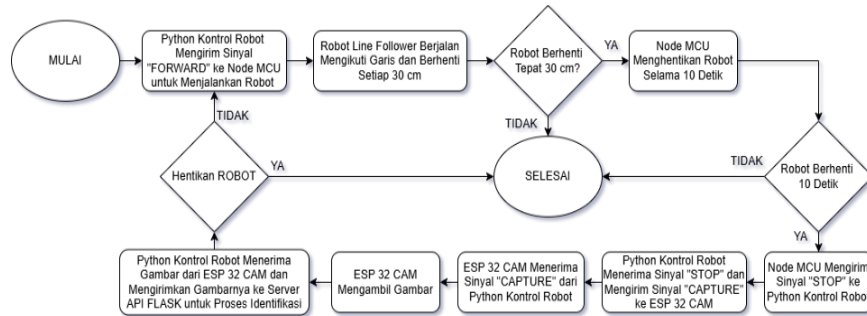 MULAI
Python Kontrol Robot
Mengirim Sinyal
"FORWARD" ke Node MCU
untuk Menjalankan Robot
Robot Line Follower Berjalan
Mengikuti Garis dan Berhenti
Setiap 30 cm
Robot Berhenti
Tepat 30 cm?
YA
Node MCU
Menghentikan Robot
Selama 10 Detik
TIDAK
TIDAK
Hentikan ROBOT
YA
SELESAI
TIDAK
Robot Berhenti
10 Detik
YA
Python Kontrol Robot Menerima
Gambar dari ESP 32 CAM dan
Mengirimkan Gambarnya ke Server
API FLASK untuk Proses Identifikasi
ESP 32 CAM
Mengambil Gambar
ESP 32 CAM Menerima
Sinyal "CAPTURE" dari
Python Kontrol Robot
Python Kontrol Robot
Menerima Sinyal "STOP" dan
Mengirim Sinyal "CAPTURE"
ke ESP 32 CAM
Node MCU Mengirim
Sinyal "STOP" ke
Python Kontrol Robot